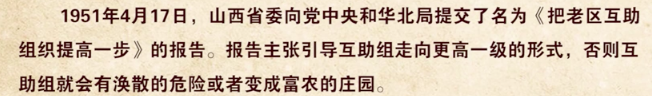 1951年4月17日，山西省委向党中央和华北局提交了名为《把老区互助
组织提高一步》的报告。报告主张引导互助组走向更高一级的形式，否则互
助组就会有涣散的危险或者变成富农的庄园。